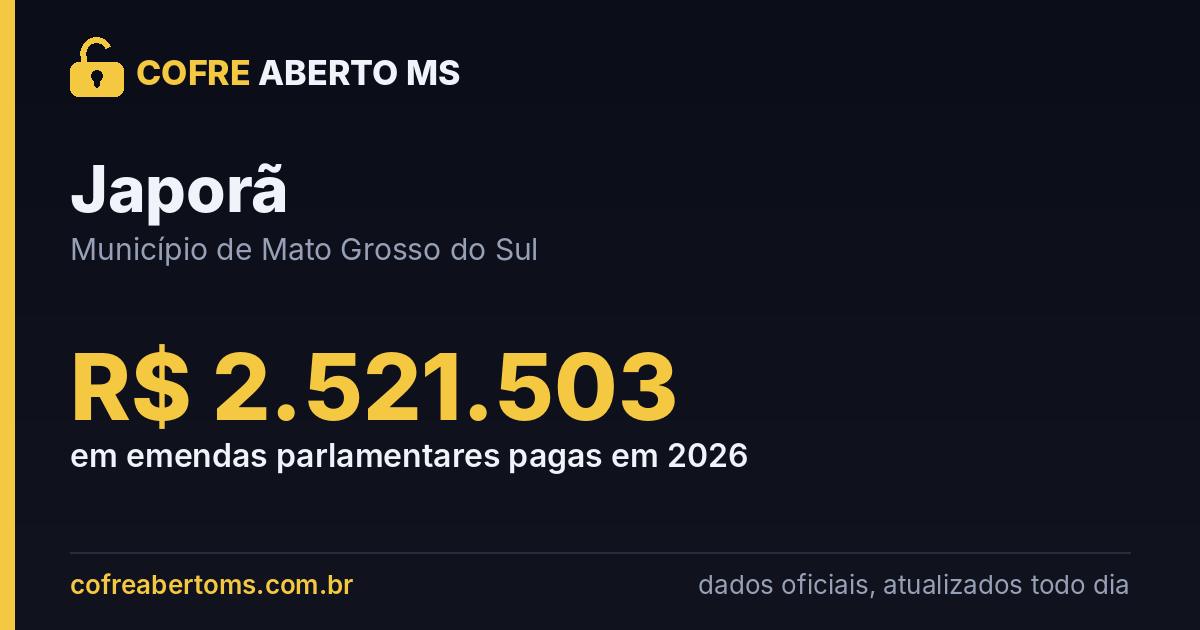 COFRE ABERTO MS
Japorã
Município de Mato Grosso do Sul
R$ 2.521.503
em emendas parlamentares pagas em 2026
cofreabertoms.com.br
dados oficiais, atualizados todo dia